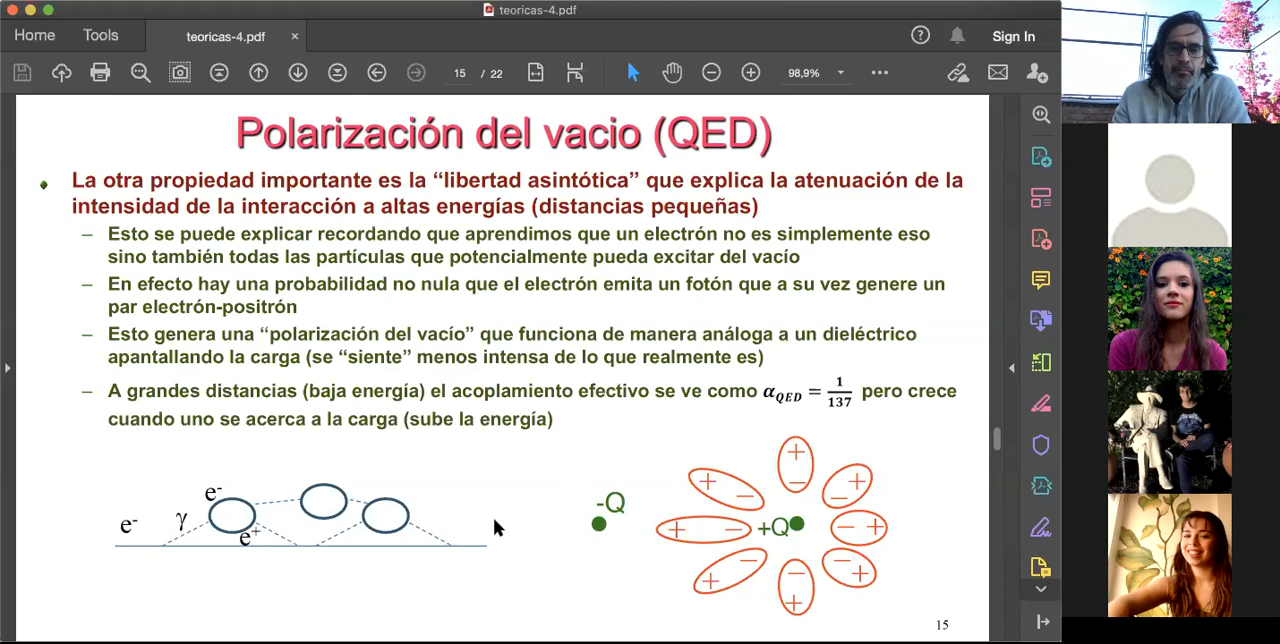 teoricas-4.pdf
Home
Tools
teoricas-4.pdf
×
Sign In
15 / 22
98,9%
Polarización del vacio (QED)
La otra propiedad importante es la “libertad asintótica” que explica la atenuación de la
intensidad de la interacción a altas energías (distancias pequeñas)
– Esto se puede explicar recordando que aprendimos que un electrón no es simplemente eso
sino también todas las partículas que potencialmente pueda excitar del vacío
– En efecto hay una probabilidad no nula que el electrón emita un fotón que a su vez genere un
par electrón-positrón
– Esto genera una “polarización del vacío” que funciona de manera análoga a un dieléctrico
apantallando la carga (se “siente” menos intensa de lo que realmente es)
– A grandes distancias (baja energía) el acoplamiento efectivo se ve como α_QED = 1/137 pero crece
cuando uno se acerca a la carga (sube la energía)
e⁻
e⁻
γ
e⁺
-Q
+Q
+ −
+ −
+ −
+ −
− +
− +
− +
− +
15